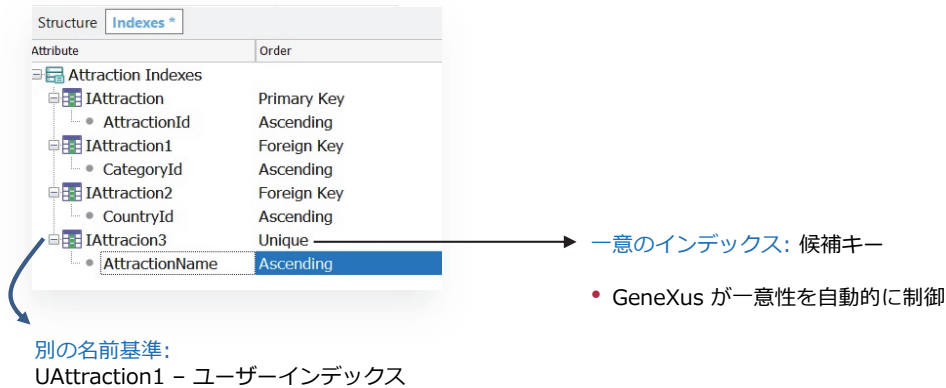 Structure Indexes *
Attribute Order
Attraction Indexes
IAttraction Primary Key
AttractionId Ascending
IAttraction1 Foreign Key
CategoryId Ascending
IAttraction2 Foreign Key
CountryId Ascending
IAttracion3 Unique
AttractionName Ascending
一意のインデックス: 候補キー
• GeneXus が一意性を自動的に制御
別の名前基準:
UAttraction1 – ユーザーインデックス